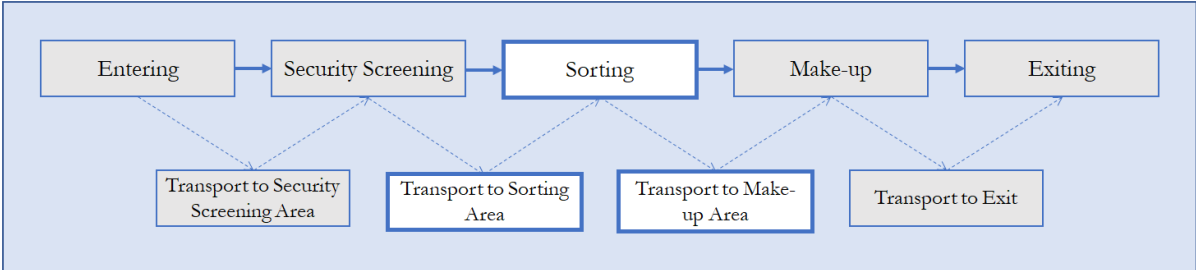 Entering
Security Screening
Sorting
Make-up
Exiting
Transport to Security
Screening Area
Transport to Sorting
Area
Transport to Make-
up Area
Transport to Exit